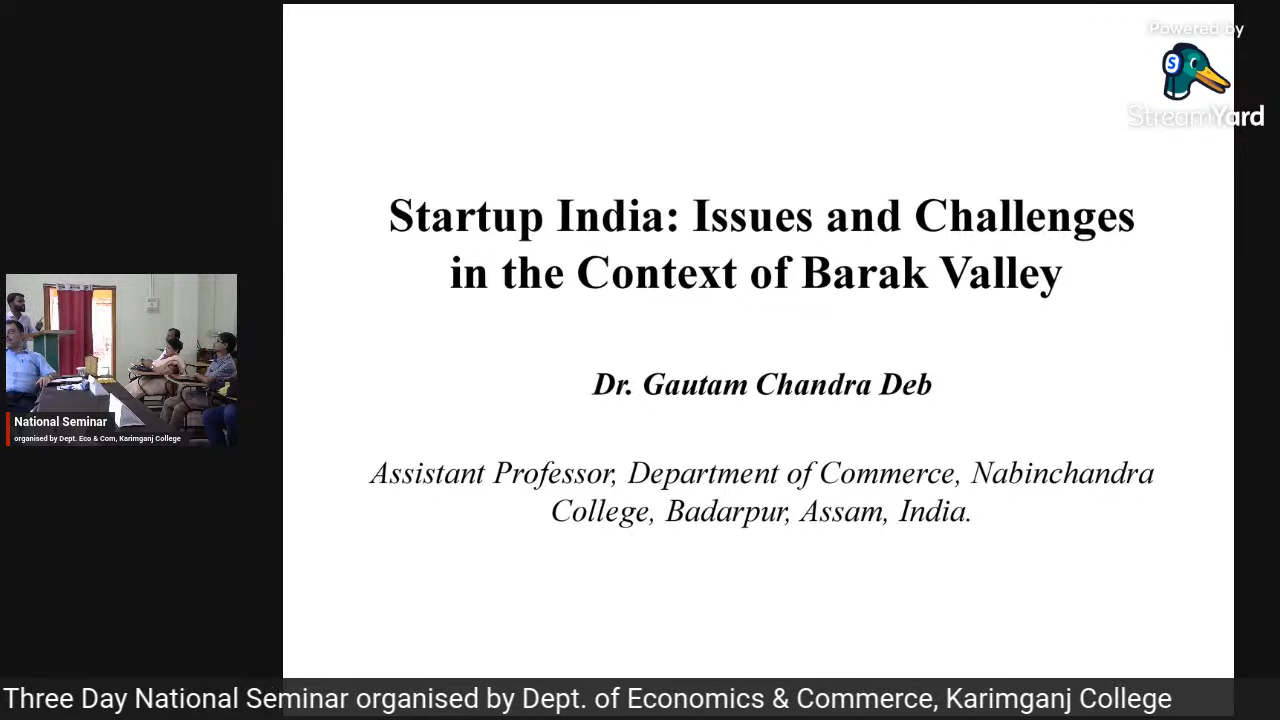 Powered by
S
StreamYard
Startup India: Issues and Challenges
in the Context of Barak Valley
Dr. Gautam Chandra Deb
Assistant Professor, Department of Commerce, Nabinchandra
College, Badarpur, Assam, India.
National Seminar
organised by Dept. Eco & Com, Karimganj College
Three Day National Seminar organised by Dept. of Economics & Commerce, Karimganj College